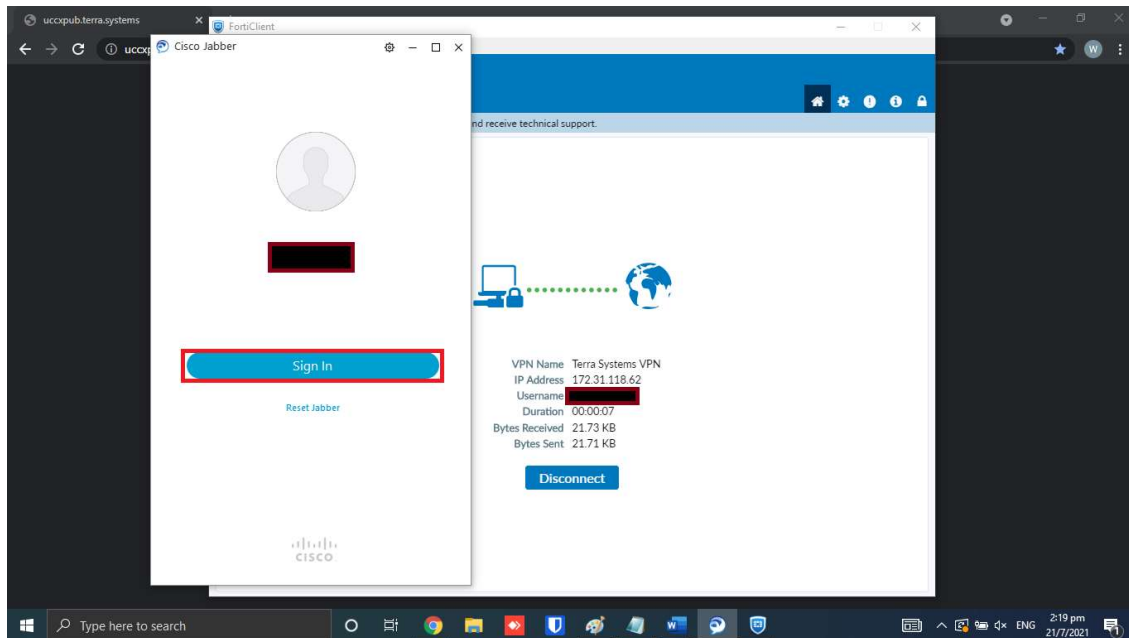 uccxpub.terra.systems
FortiClient
Cisco Jabber
nd receive technical support.
Sign In
Reset Jabber
CISCO
VPN Name Terra Systems VPN
IP Address 172.31.118.62
Username
Duration 00:00:07
Bytes Received 21.73 KB
Bytes Sent 21.71 KB
Disconnect
W
Type here to search
ENG
2:19 pm
21/7/2021